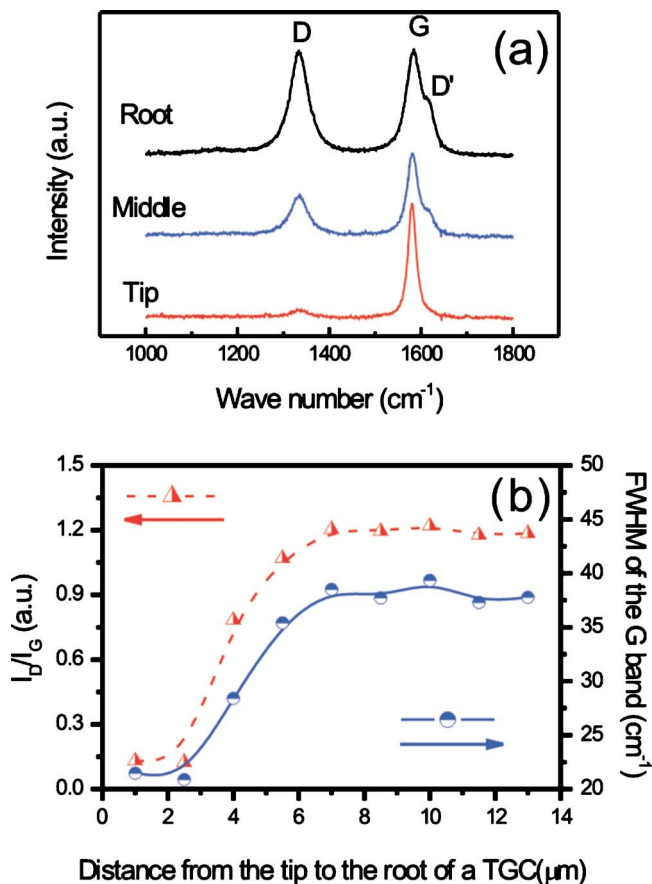 (a)
D
G
D'
Root
Middle
Tip
Intensity (a.u.)
1000 1200 1400 1600 1800
Wave number (cm⁻¹)
(b)
1.5
1.2
0.9
0.6
0.3
0.0
I_D/I_G (a.u.)
50
45
40
35
30
25
20
FWHM of the G band (cm⁻¹)
0 2 4 6 8 10 12 14
Distance from the tip to the root of a TGC(μm)